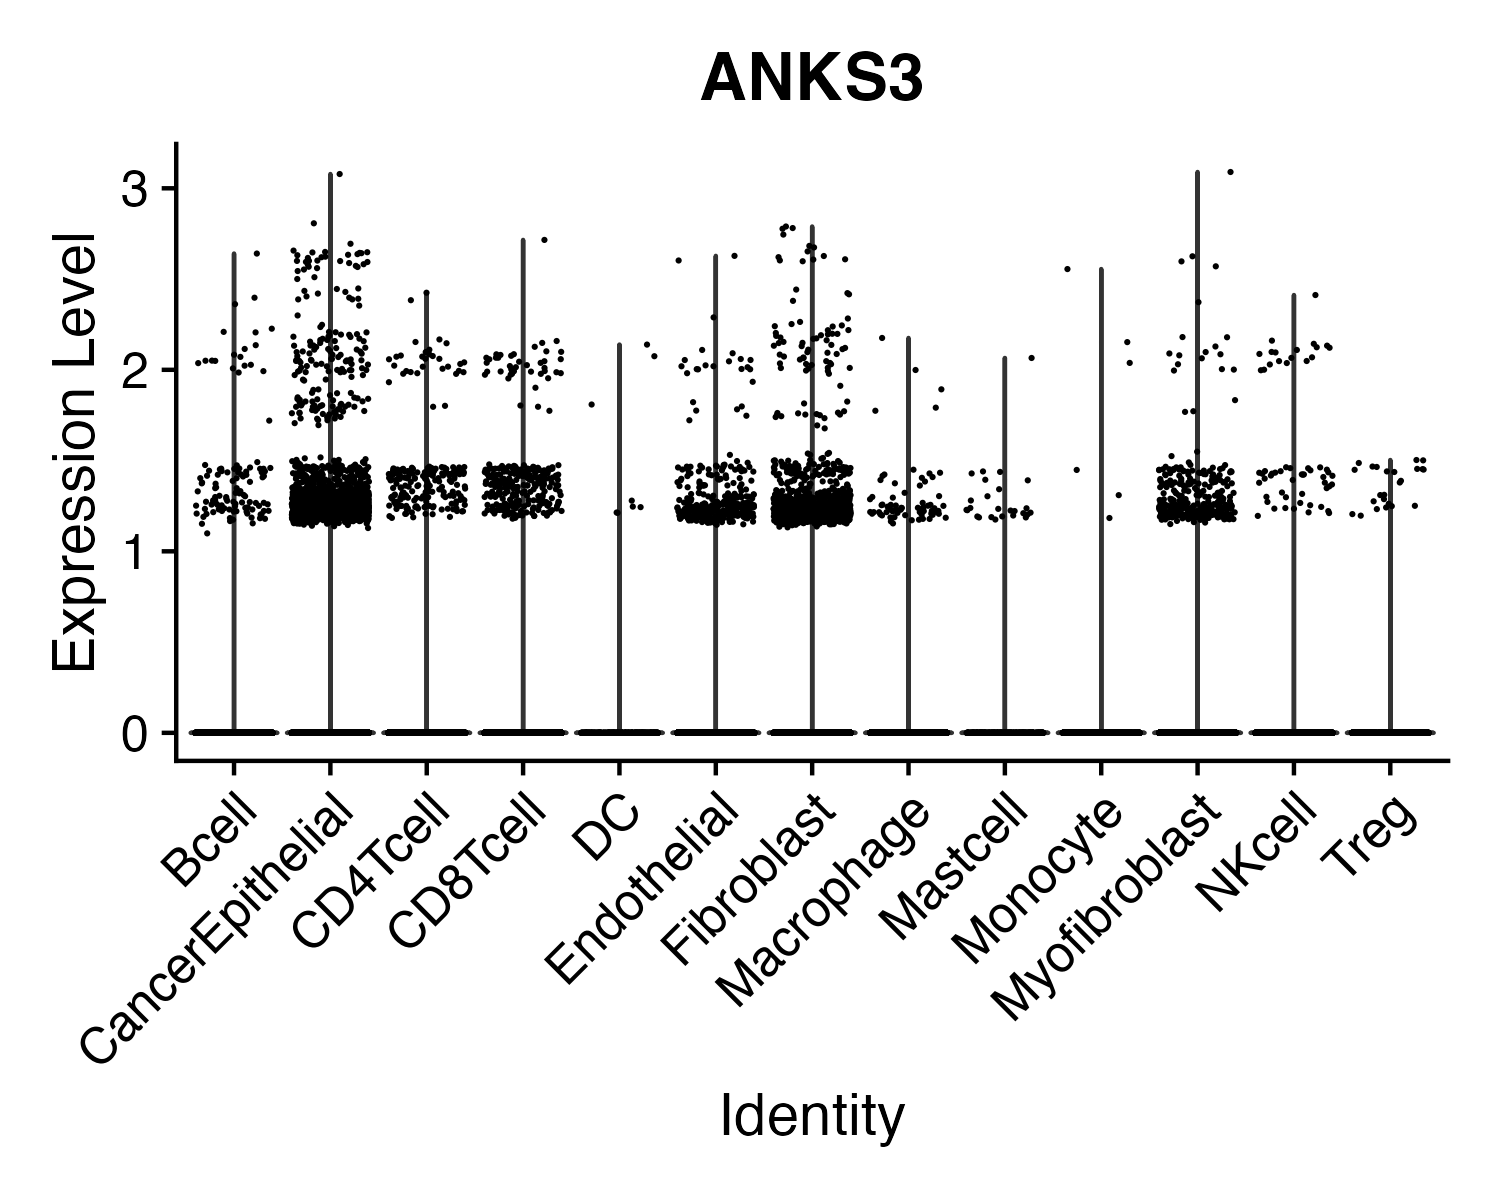 ANKS3
Expression Level
3
2
1
0
Bcell
CancerEpithelial
CD4Tcell
CD8Tcell
DC
Endothelial
Fibroblast
Macrophage
Mastcell
Monocyte
Myofibroblast
NKcell
Treg
Identity